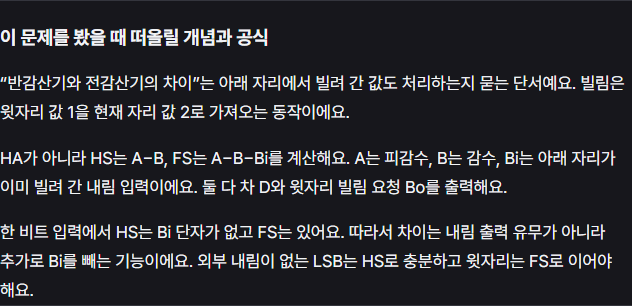 이 문제를 봤을 때 떠올릴 개념과 공식
“반감산기와 전감산기의 차이”는 아래 자리에서 빌려 간 값도 처리하는지 묻는 단서예요. 빌림은
윗자리 값 1을 현재 자리 값 2로 가져오는 동작이에요.
HA가 아니라 HS는 A−B, FS는 A−B−Bi를 계산해요. A는 피감수, B는 감수, Bi는 아래 자리가
이미 빌려 간 내림 입력이에요. 둘 다 차 D와 윗자리 빌림 요청 Bo를 출력해요.
한 비트 입력에서 HS는 Bi 단자가 없고 FS는 있어요. 따라서 차이는 내림 출력 유무가 아니라
추가로 Bi를 빼는 기능이에요. 외부 내림이 없는 LSB는 HS로 충분하고 윗자리는 FS로 이어야
해요.